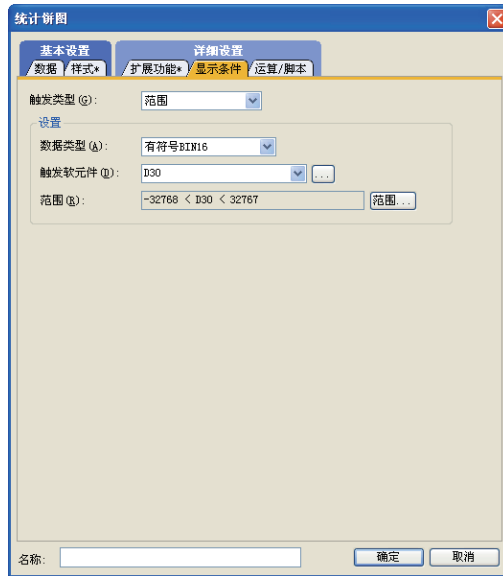 统计饼图
基本设置
详细设置
数据 样式* 扩展功能* 显示条件 运算/脚本
触发类型(G): 范围
设置
数据类型(A): 有符号BIN16
触发软元件(D): D30 ...
范围(R): -32768 < D30 < 32767 范围...
名称: 确定 取消